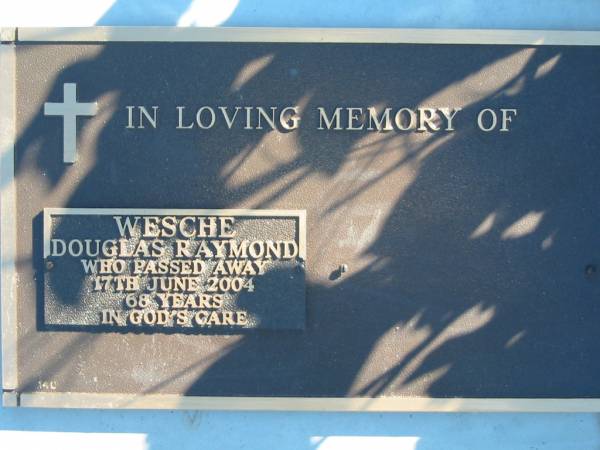 IN LOVING MEMORY OF
WESCHE
DOUGLAS RAYMOND
WHO PASSED AWAY
17TH JUNE 2004
68 YEARS
IN GOD'S CARE